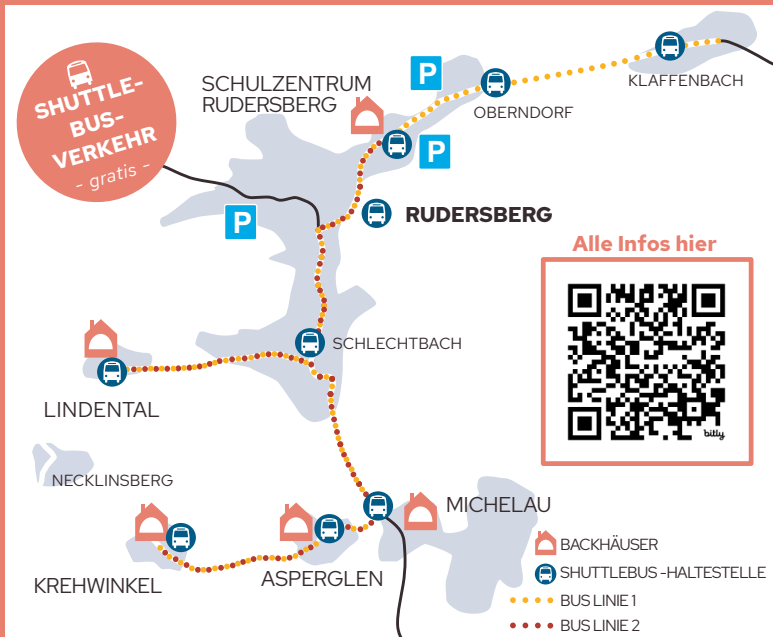 SHUTTLE-
BUS-
VERKEHR
- gratis -
SCHULZENTRUM
RUDERSBERG
P
KLAFFENBACH
OBERNDORF
P
RUDERSBERG
P
Alle Infos hier
SCHLECHTBACH
LINDENTAL
bitly
NECKLINSBERG
MICHELAU
KREHWINKEL
ASPERGLEN
BACKHÄUSER
SHUTTLEBUS-HALTESTELLE
BUS LINIE 1
BUS LINIE 2